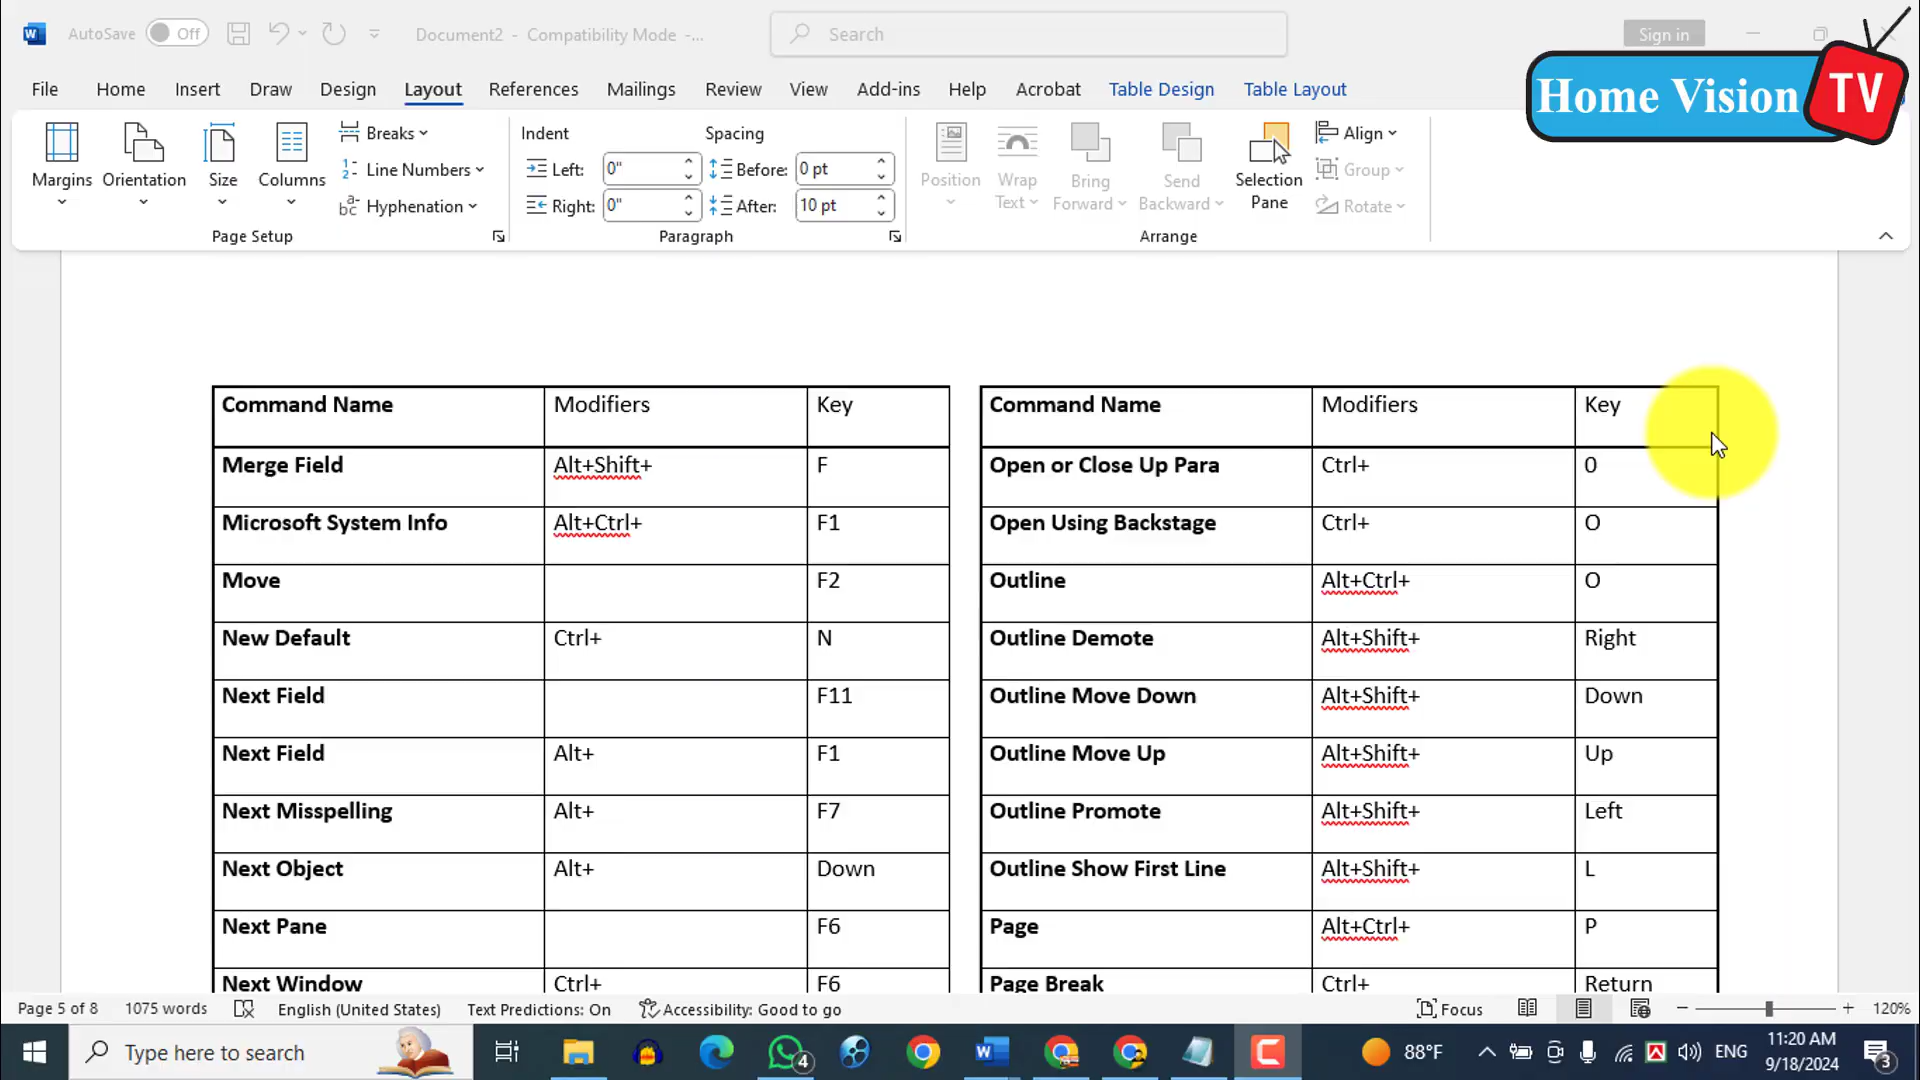 AutoSave Off Document2 - Compatibility Mode -... Search Sign in
Home Vision TV
File Home Insert Draw Design Layout References Mailings Review View Add-ins Help Acrobat Table Design Table Layout
Margins Orientation Size Columns Breaks Line Numbers Hyphenation
Page Setup
Indent Spacing
Left: 0" Before: 0 pt
Right: 0" After: 10 pt
Paragraph
Position Wrap Text Bring Forward Send Backward Selection Pane Align Group Rotate
Arrange
Command Name Modifiers Key
Merge Field Alt+Shift+ F
Microsoft System Info Alt+Ctrl+ F1
Move F2
New Default Ctrl+ N
Next Field F11
Next Field Alt+ F1
Next Misspelling Alt+ F7
Next Object Alt+ Down
Next Pane F6
Next Window Ctrl+ F6
Command Name Modifiers Key
Open or Close Up Para Ctrl+ 0
Open Using Backstage Ctrl+ O
Outline Alt+Ctrl+ O
Outline Demote Alt+Shift+ Right
Outline Move Down Alt+Shift+ Down
Outline Move Up Alt+Shift+ Up
Outline Promote Alt+Shift+ Left
Outline Show First Line Alt+Shift+ L
Page Alt+Ctrl+ P
Page Break Ctrl+ Return
Page 5 of 8 1075 words English (United States) Text Predictions: On Accessibility: Good to go Focus 120%
Type here to search 4 88°F ENG 11:20 AM
9/18/2024 3